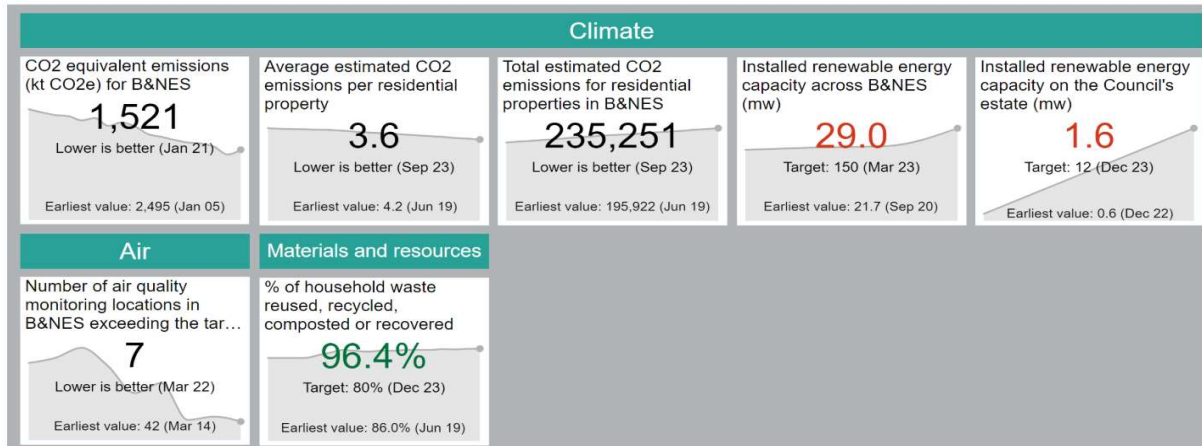 Climate
CO2 equivalent emissions
(kt CO2e) for B&NES
1,521
Lower is better (Jan 21)
Earliest value: 2,495 (Jan 05)
Average estimated CO2
emissions per residential
property
3.6
Lower is better (Sep 23)
Earliest value: 4.2 (Jun 19)
Total estimated CO2
emissions for residential
properties in B&NES
235,251
Lower is better (Sep 23)
Earliest value: 195,922 (Jun 19)
Installed renewable energy
capacity across B&NES
(mw)
29.0
Target: 150 (Mar 23)
Earliest value: 21.7 (Sep 20)
Installed renewable energy
capacity on the Council's
estate (mw)
1.6
Target: 12 (Dec 23)
Earliest value: 0.6 (Dec 22)
Air
Number of air quality
monitoring locations in
B&NES exceeding the tar...
7
Lower is better (Mar 22)
Earliest value: 42 (Mar 14)
Materials and resources
% of household waste
reused, recycled,
composted or recovered
96.4%
Target: 80% (Dec 23)
Earliest value: 86.0% (Jun 19)